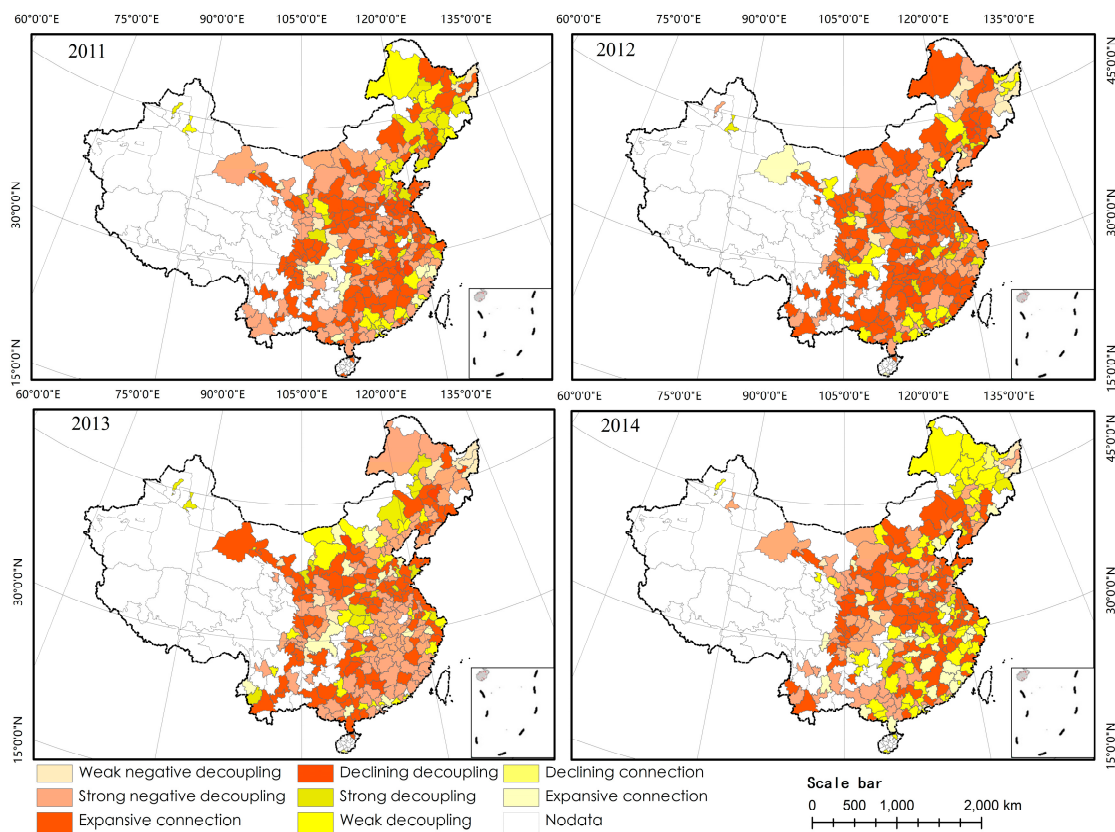 60°0'0"E 75°0'0"E 90°0'0"E 105°0'0"E 120°0'0"E 135°0'0"E 60°0'0"E 75°0'0"E 90°0'0"E 105°0'0"E 120°0'0"E 135°0'0"E
2011
2012
45°0'0"N
30°0'0"N
30°0'0"N
15°0'0"N
15°0'0"N
60°0'0"E 75°0'0"E 90°0'0"E 105°0'0"E 120°0'0"E 135°0'0"E 60°0'0"E 75°0'0"E 90°0'0"E 105°0'0"E 120°0'0"E 135°0'0"E
2013
2014
45°0'0"N
30°0'0"N
30°0'0"N
15°0'0"N
15°0'0"N
Weak negative decoupling Declining decoupling Declining connection
Strong negative decoupling Strong decoupling Expansive connection
Expansive connection Weak decoupling Nodata
Scale bar
0 500 1,000 2,000 km